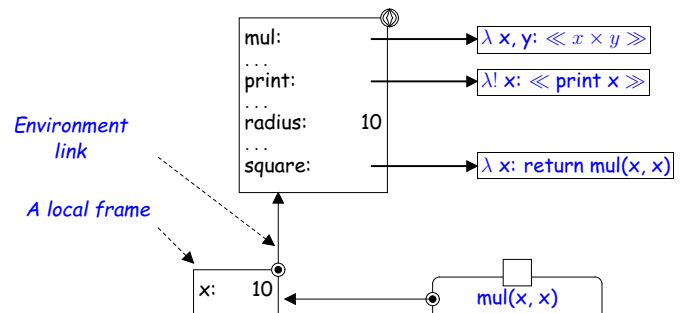 mul:
λ x, y: ≪ x × y ≫
...
print:
λ! x: ≪ print x ≫
...
radius: 10
...
square:
λ x: return mul(x, x)
Environment
link
A local frame
x: 10
mul(x, x)